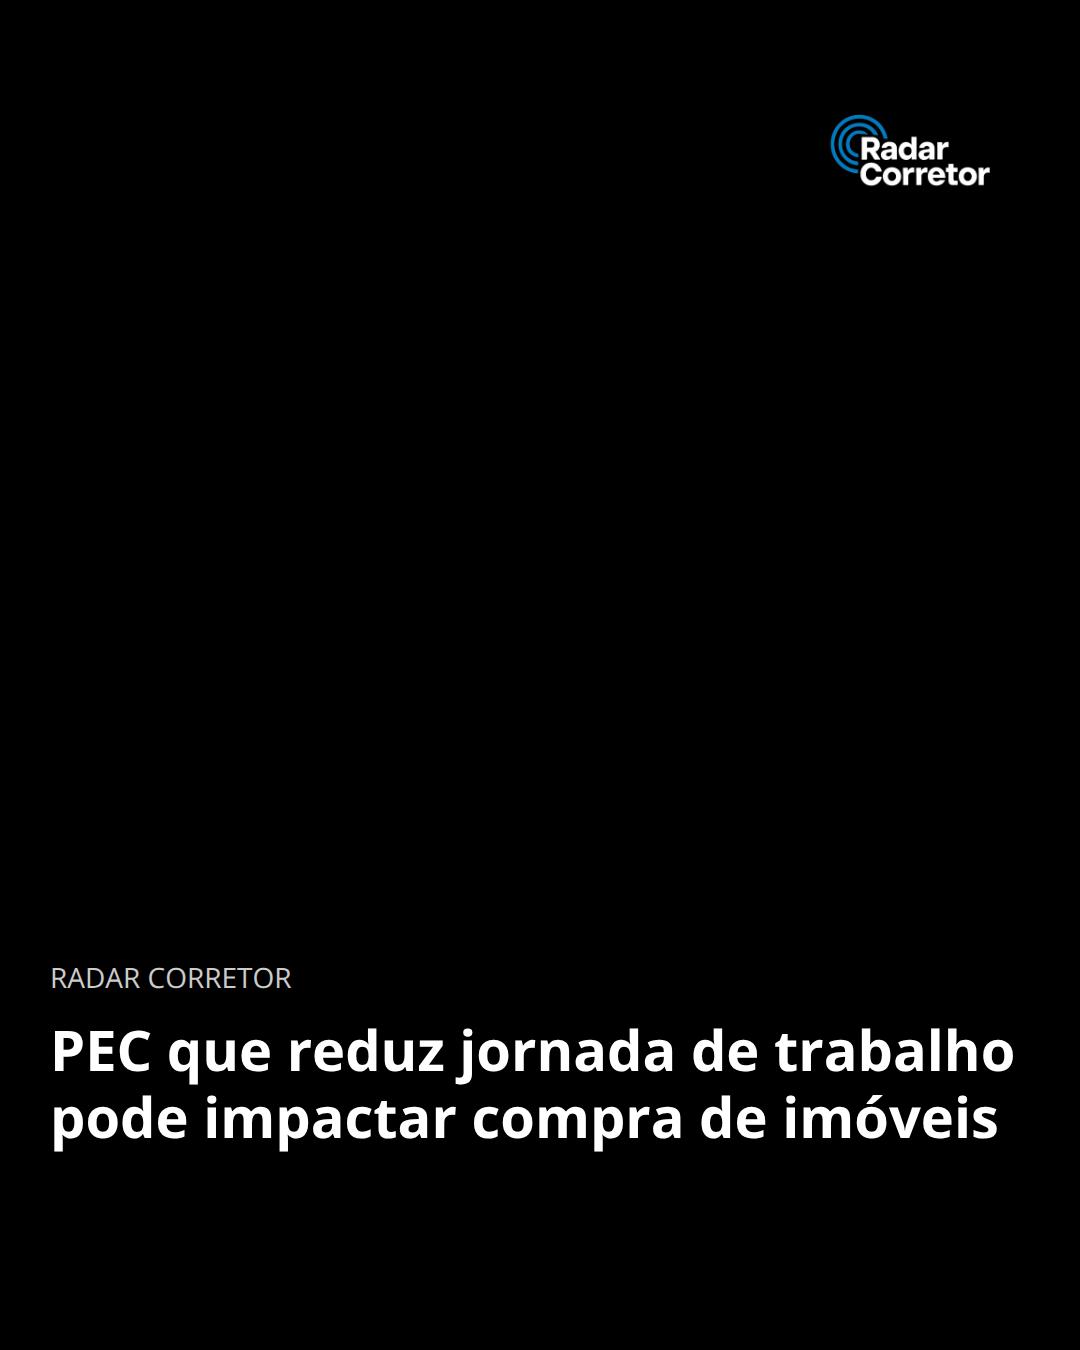 Radar
Corretor
RADAR CORRETOR
PEC que reduz jornada de trabalho
pode impactar compra de imóveis